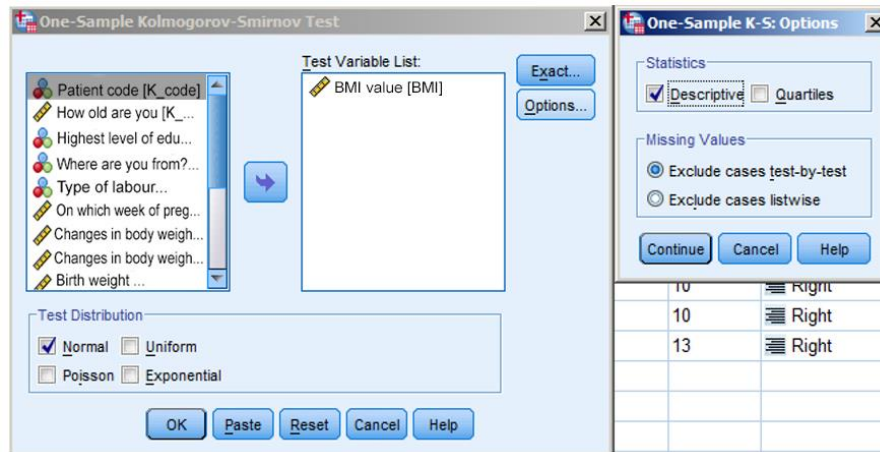 One-Sample Kolmogorov-Smirnov Test
Test Variable List:
Patient code [K_code]
How old are you [K_...
Highest level of edu...
Where are you from?...
Type of labour...
On which week of preg...
Changes in body weigh...
Changes in body weigh...
Birth weight ...
BMI value [BMI]
Exact...
Options...
Test Distribution
Normal Uniform
Poisson Exponential
OK Paste Reset Cancel Help
One-Sample K-S: Options
Statistics
Descriptive Quartiles
Missing Values
Exclude cases test-by-test
Exclude cases listwise
Continue Cancel Help
10 Right
10 Right
13 Right